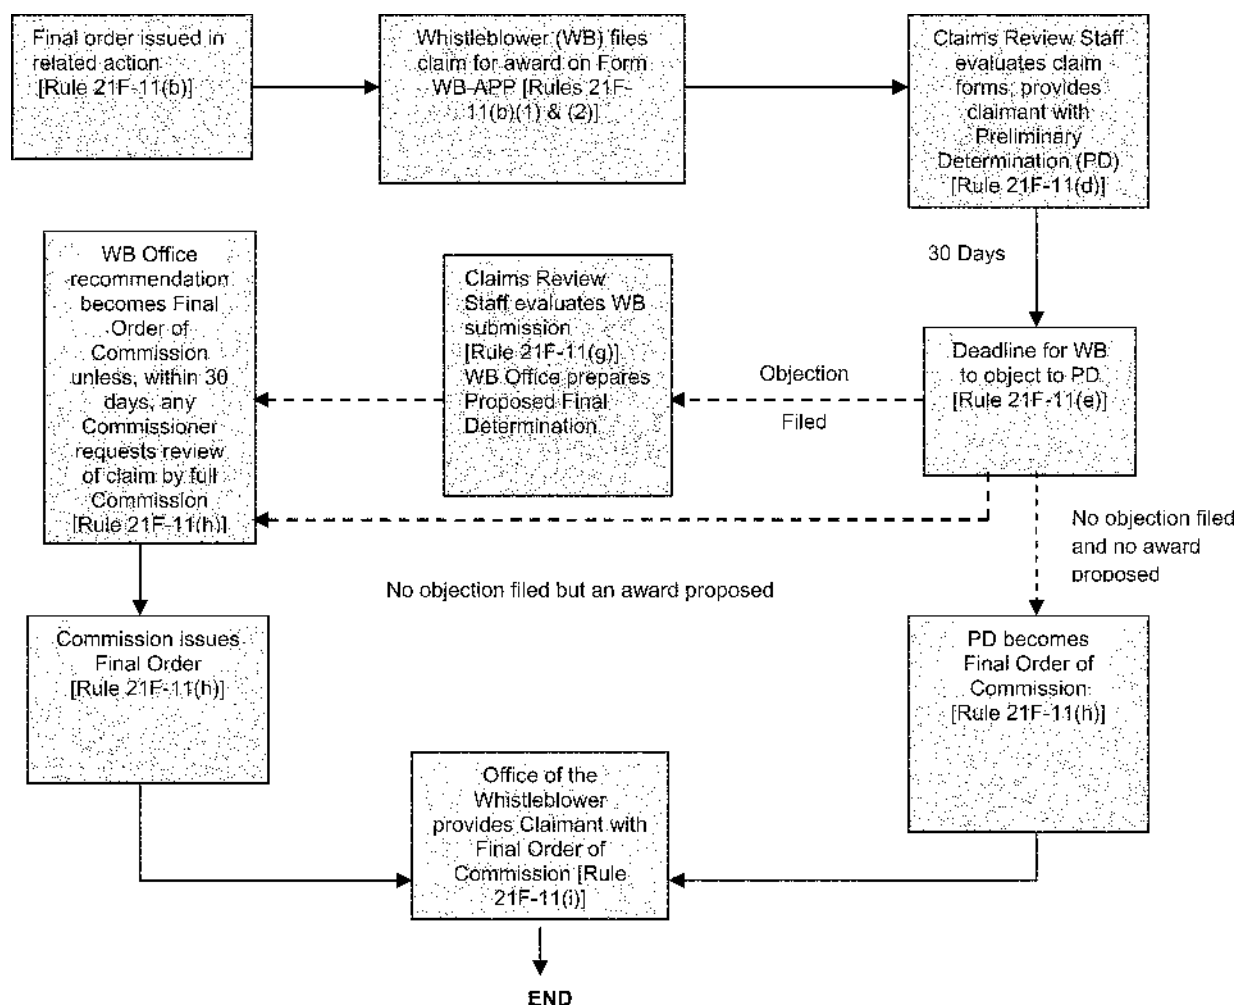 Final order issued in
related action
[Rule 21F-11(b)]
Whistleblower (WB) files
claim for award on Form
WB-APP [Rules 21F-
11(b)(1) & (2)]
Claims Review Staff
evaluates claim
forms; provides
claimant with
Preliminary
Determination (PD)
[Rule 21F-11(d)]
30 Days
WB Office
recommendation
becomes Final
Order of
Commission
unless, within 30
days, any
Commissioner
requests review
of claim by full
Commission
[Rule 21F-11(h)]
Claims Review
Staff evaluates WB
submission
[Rule 21F-11(g)]
WB Office prepares
Proposed Final
Determination
Objection
Filed
Deadline for WB
to object to PD
[Rule 21F-11(e)]
No objection filed
and no award
proposed
No objection filed but an award proposed
Commission issues
Final Order
[Rule 21F-11(h)]
PD becomes
Final Order of
Commission
[Rule 21F-11(h)]
Office of the
Whistleblower
provides Claimant with
Final Order of
Commission [Rule
21F-11(i)]
END